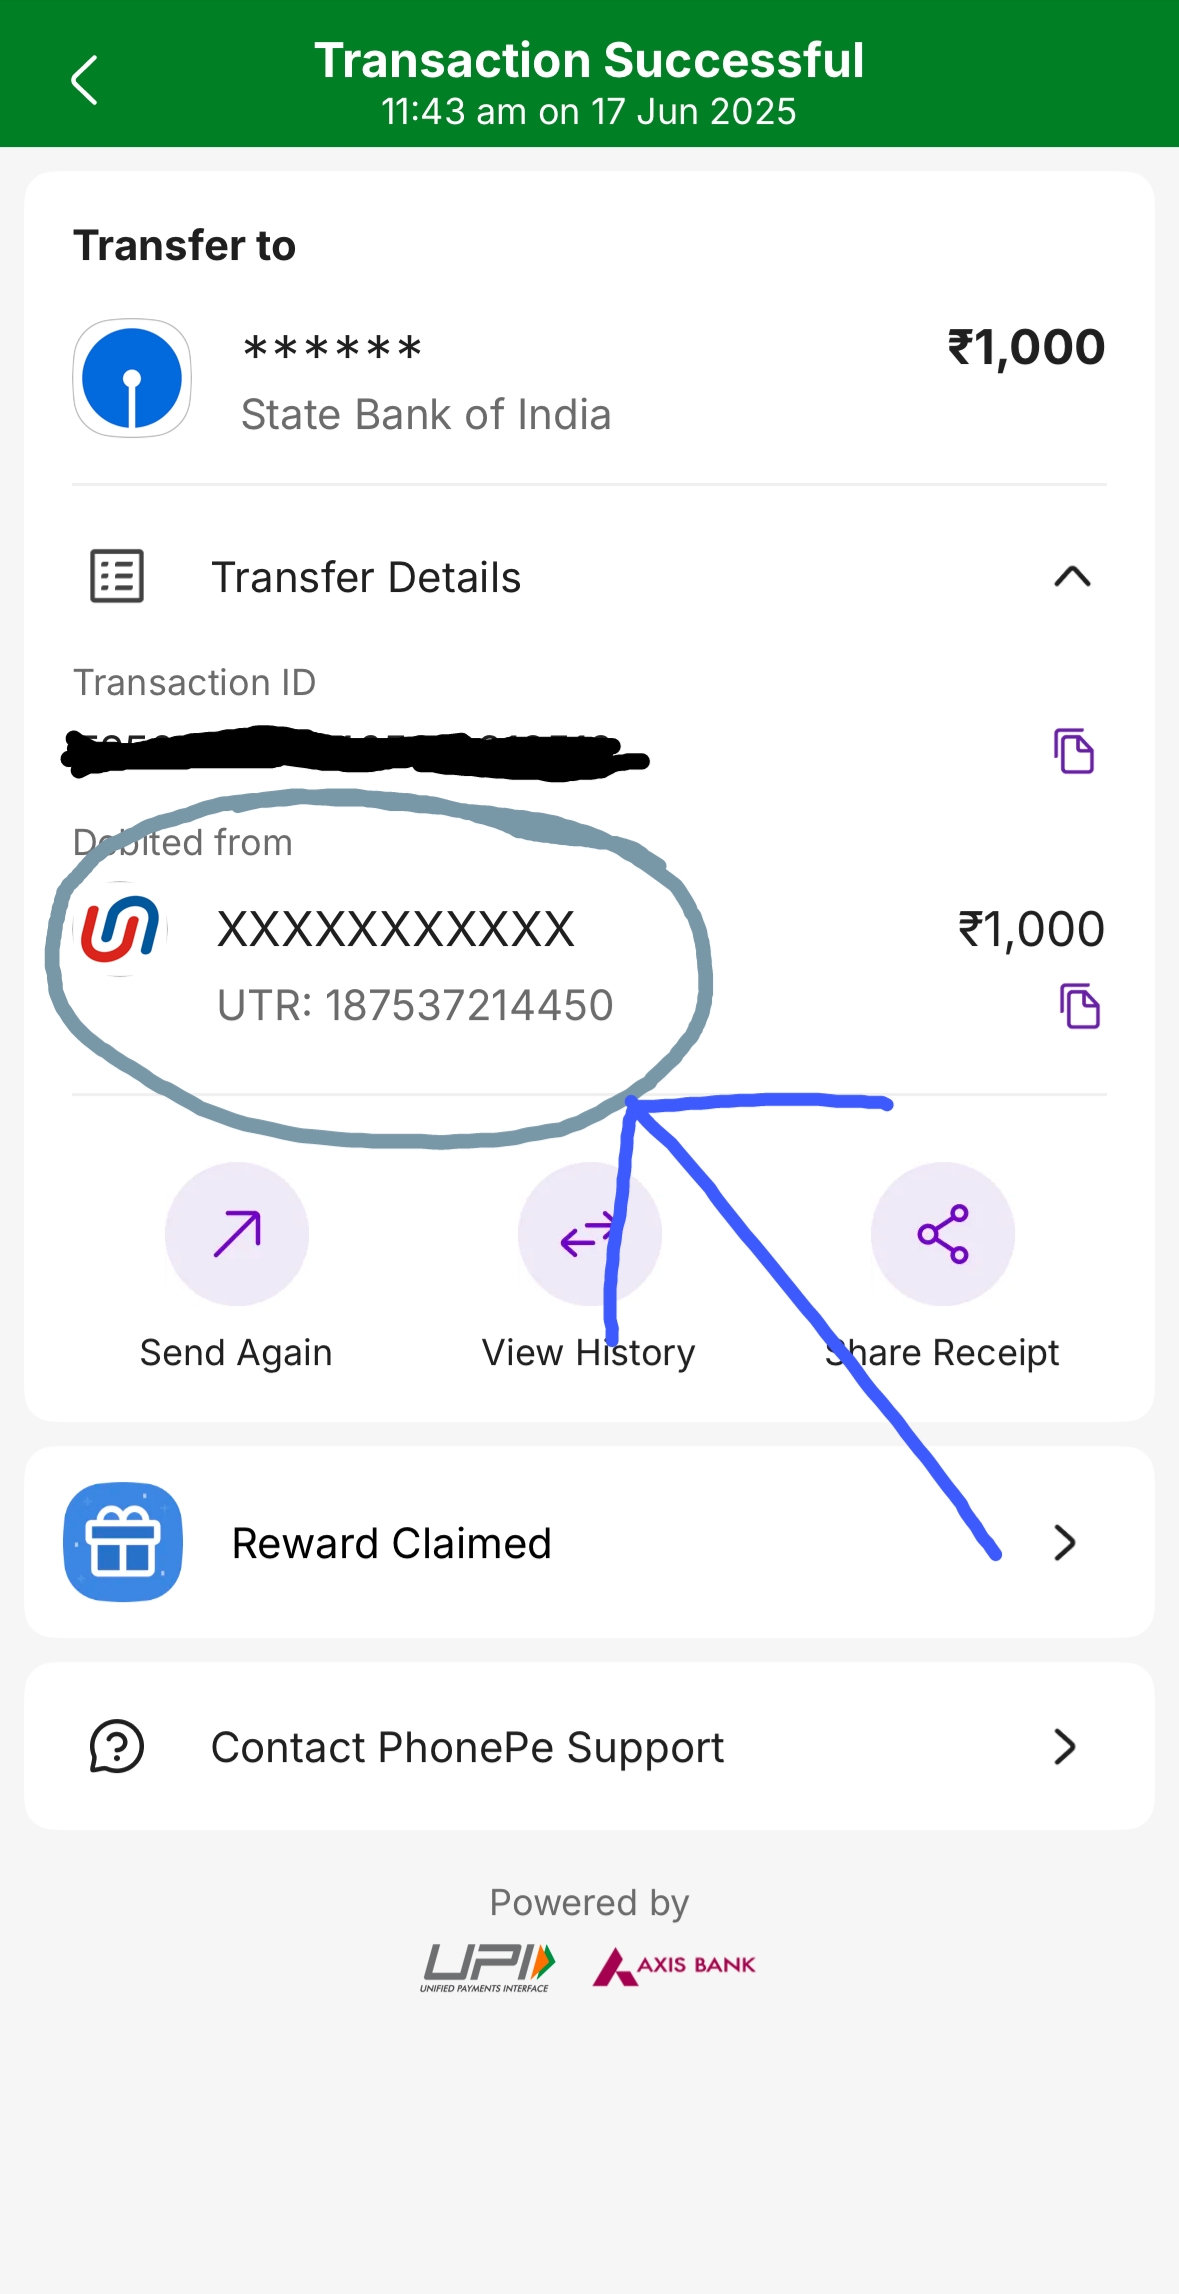 Transaction Successful
11:43 am on 17 Jun 2025
Transfer to
******
₹1,000
State Bank of India
Transfer Details
Transaction ID
Debited from
XXXXXXXXXXX
₹1,000
UTR: 187537214450
Send Again
View History
Share Receipt
Reward Claimed
Contact PhonePe Support
Powered by
UPI
UNIFIED PAYMENTS INTERFACE
AXIS BANK